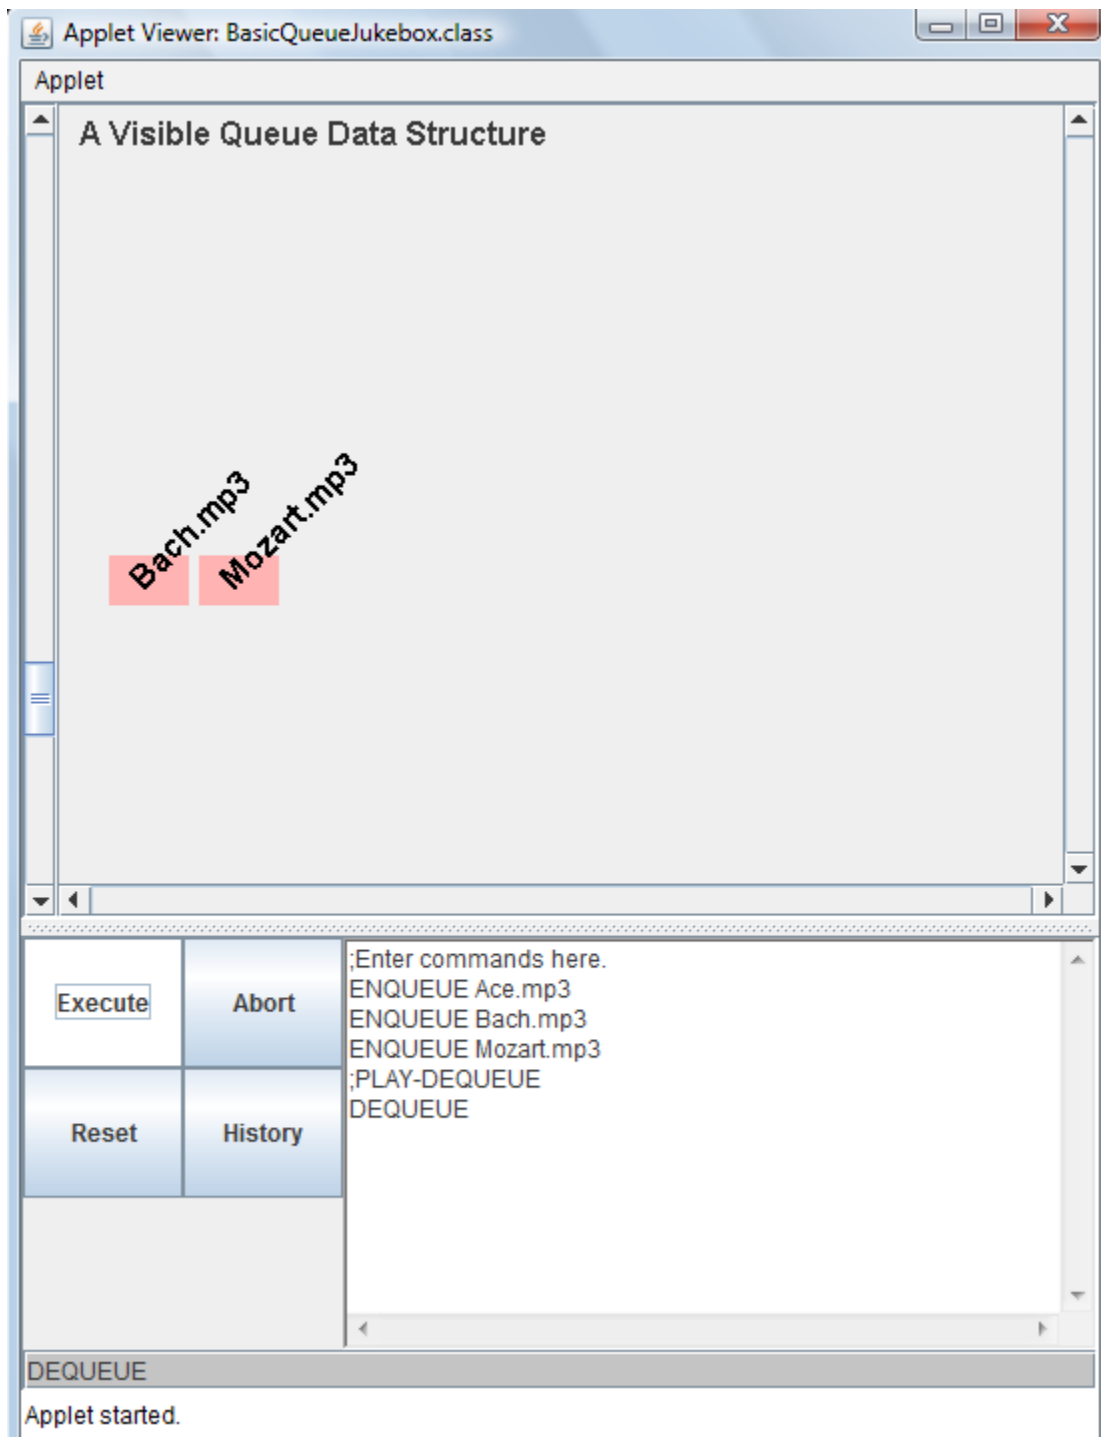 Applet Viewer: BasicQueueJukebox.class
Applet
A Visible Queue Data Structure
Bach.mp3
Mozart.mp3
Execute
Abort
Reset
History
;Enter commands here.
ENQUEUE Ace.mp3
ENQUEUE Bach.mp3
ENQUEUE Mozart.mp3
;PLAY-DEQUEUE
DEQUEUE
DEQUEUE
Applet started.